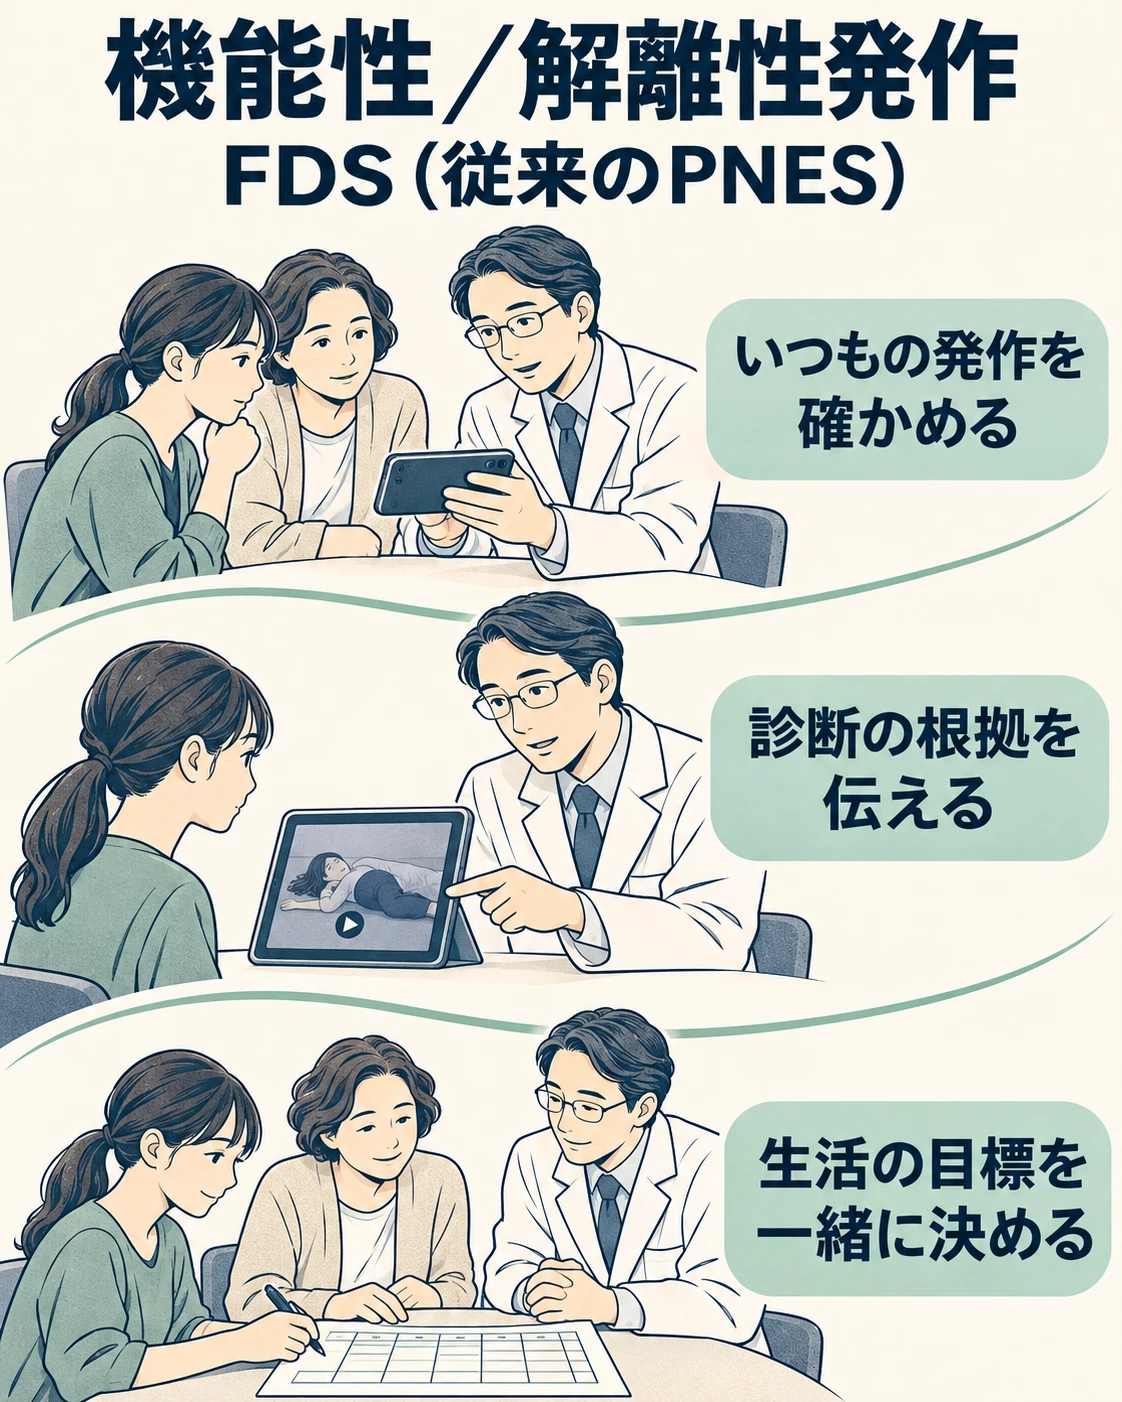 機能性／解離性発作
FDS（従来のPNES）
いつもの発作を
確かめる
診断の根拠を
伝える
生活の目標を
一緒に決める